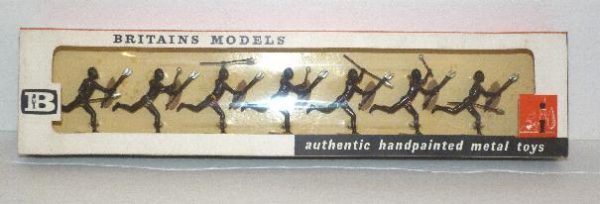 BRITAINS MODELS
B
authentic handpainted metal toys